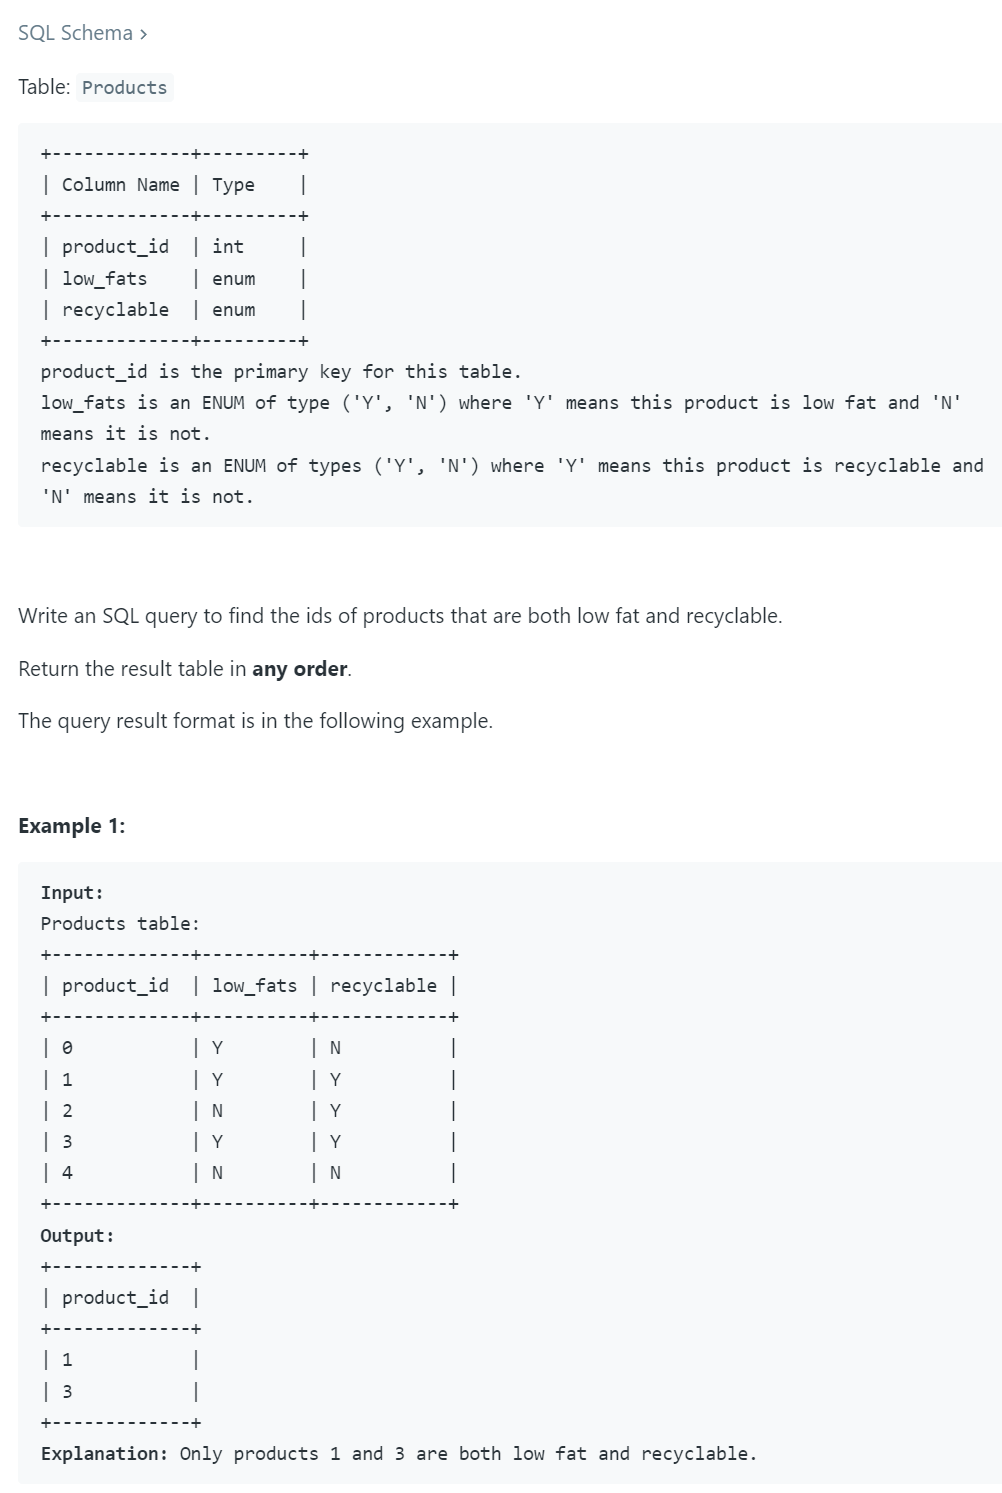 SQL Schema ›
Table: Products
+-------------+---------+
| Column Name | Type    |
+-------------+---------+
| product_id  | int     |
| low_fats    | enum    |
| recyclable  | enum    |
+-------------+---------+
product_id is the primary key for this table.
low_fats is an ENUM of type ('Y', 'N') where 'Y' means this product is low fat and 'N'
means it is not.
recyclable is an ENUM of types ('Y', 'N') where 'Y' means this product is recyclable and
'N' means it is not.
Write an SQL query to find the ids of products that are both low fat and recyclable.
Return the result table in any order.
The query result format is in the following example.
Example 1:
Input:
Products table:
+-------------+----------+------------+
| product_id  | low_fats | recyclable |
+-------------+----------+------------+
| 0           | Y        | N          |
| 1           | Y        | Y          |
| 2           | N        | Y          |
| 3           | Y        | Y          |
| 4           | N        | N          |
+-------------+----------+------------+
Output:
+-------------+
| product_id  |
+-------------+
| 1           |
| 3           |
+-------------+
Explanation: Only products 1 and 3 are both low fat and recyclable.